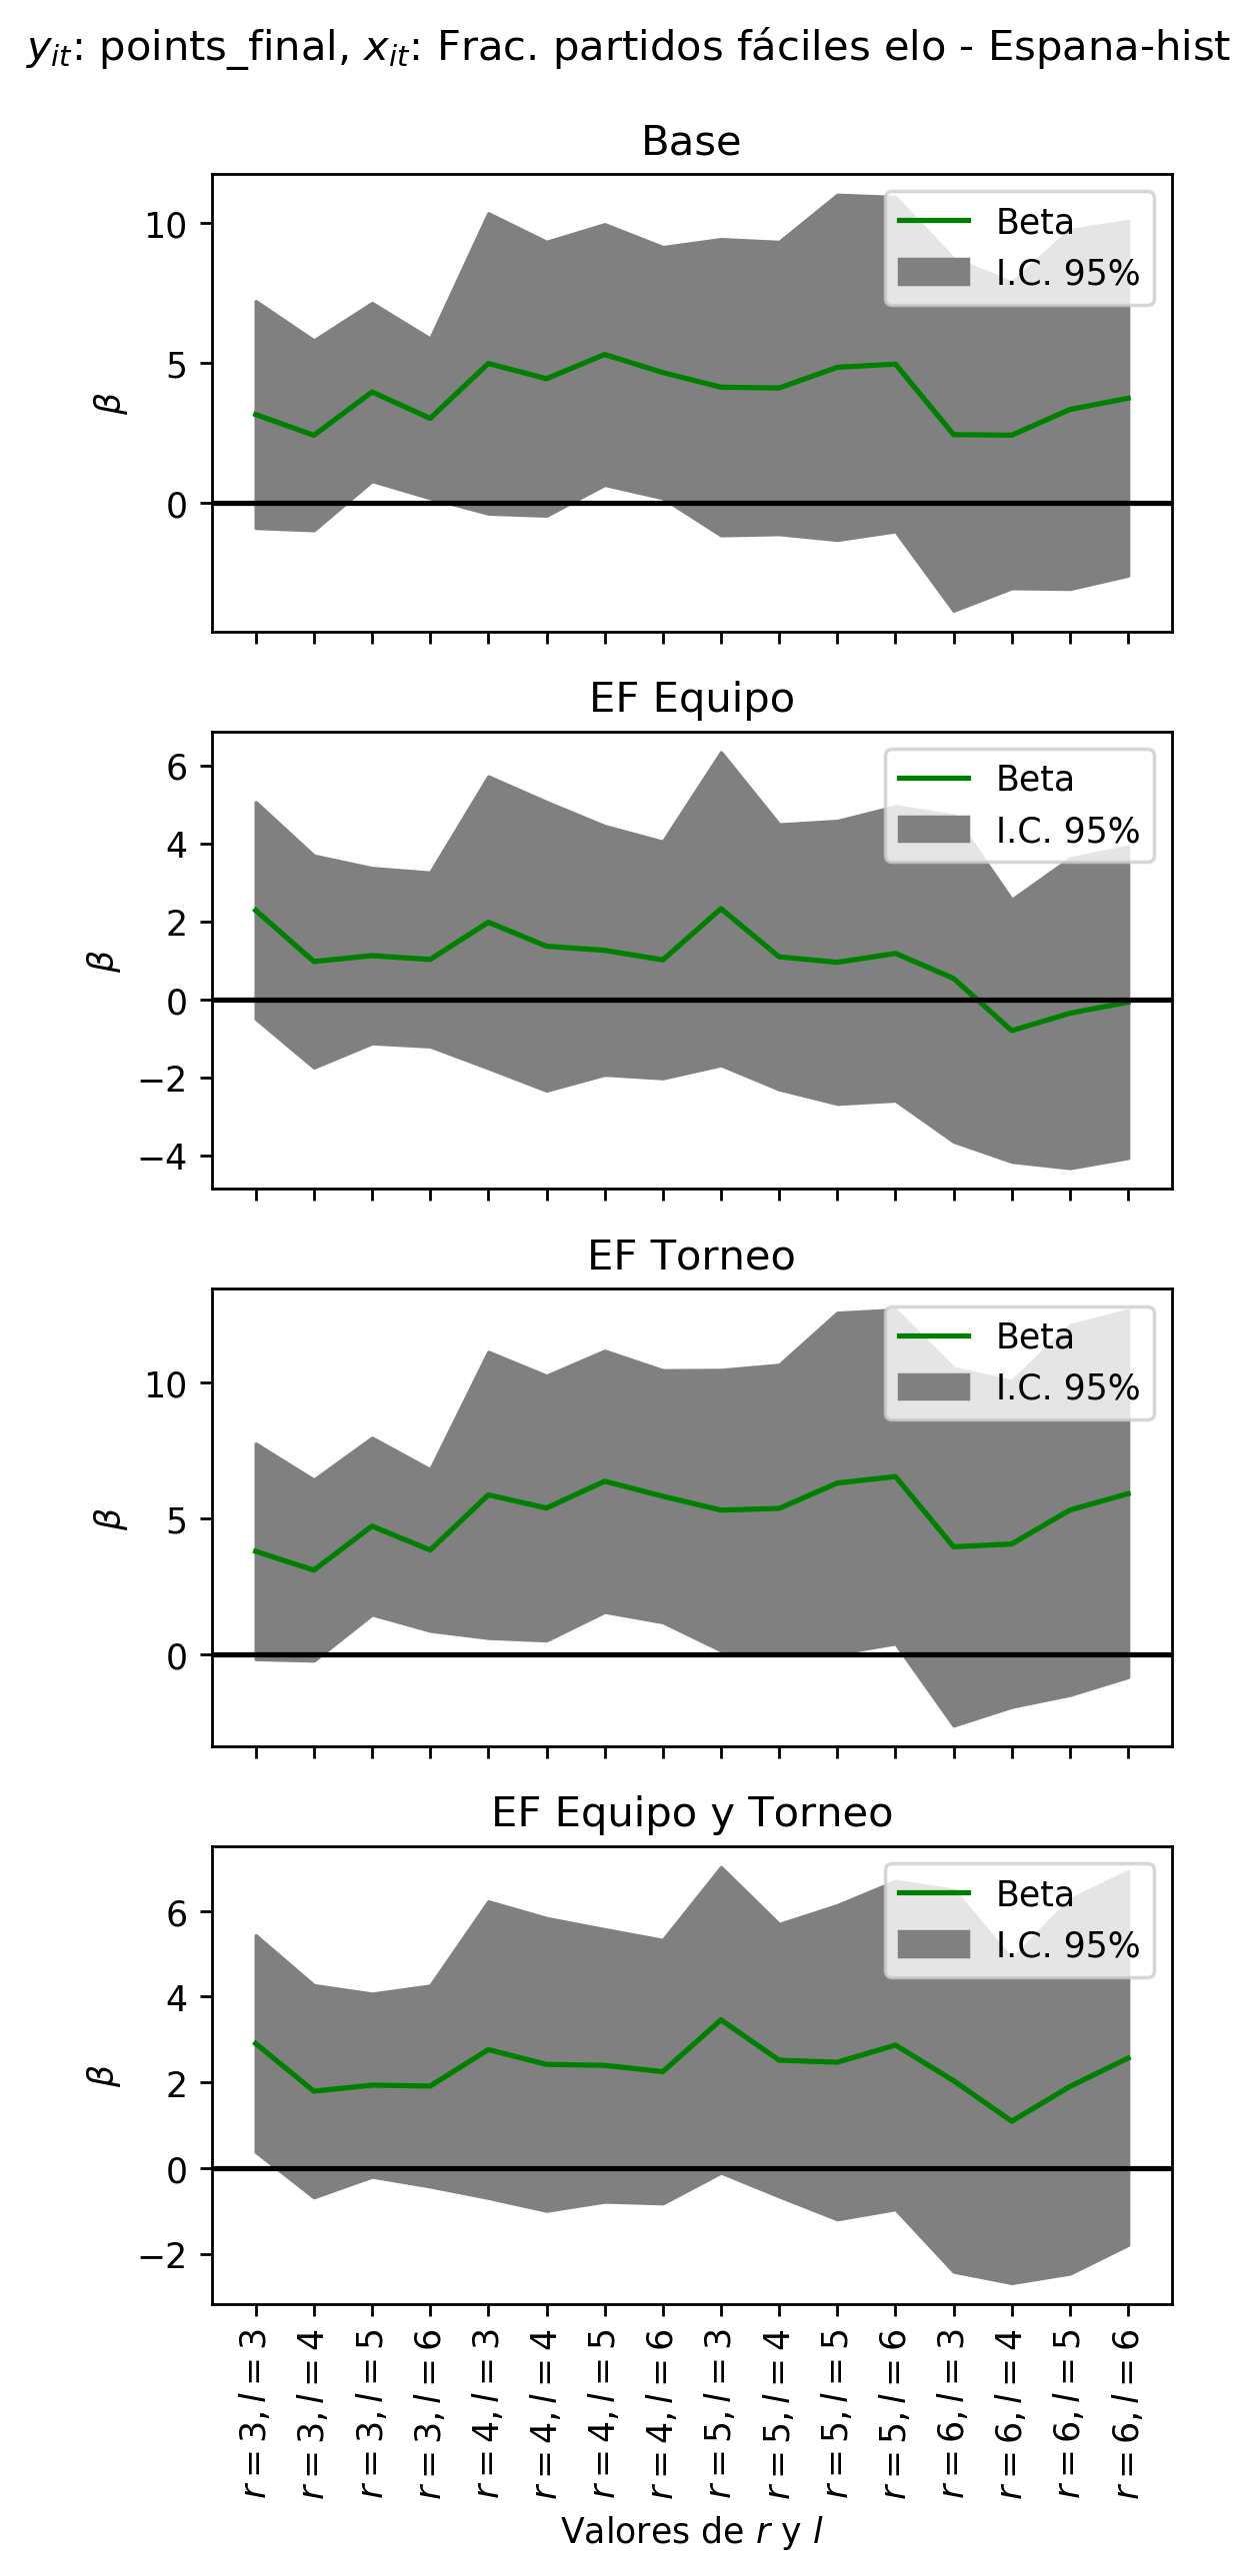 y_it: points_final, x_it: Frac. partidos fáciles elo - Espana-hist
Base
Beta
I.C. 95%
10
5
0
β
EF Equipo
Beta
I.C. 95%
6
4
2
0
−2
−4
β
EF Torneo
Beta
I.C. 95%
10
5
0
β
EF Equipo y Torneo
Beta
I.C. 95%
6
4
2
0
−2
β
r = 3, l = 3
r = 3, l = 4
r = 3, l = 5
r = 3, l = 6
r = 4, l = 3
r = 4, l = 4
r = 4, l = 5
r = 4, l = 6
r = 5, l = 3
r = 5, l = 4
r = 5, l = 5
r = 5, l = 6
r = 6, l = 3
r = 6, l = 4
r = 6, l = 5
r = 6, l = 6
Valores de r y l